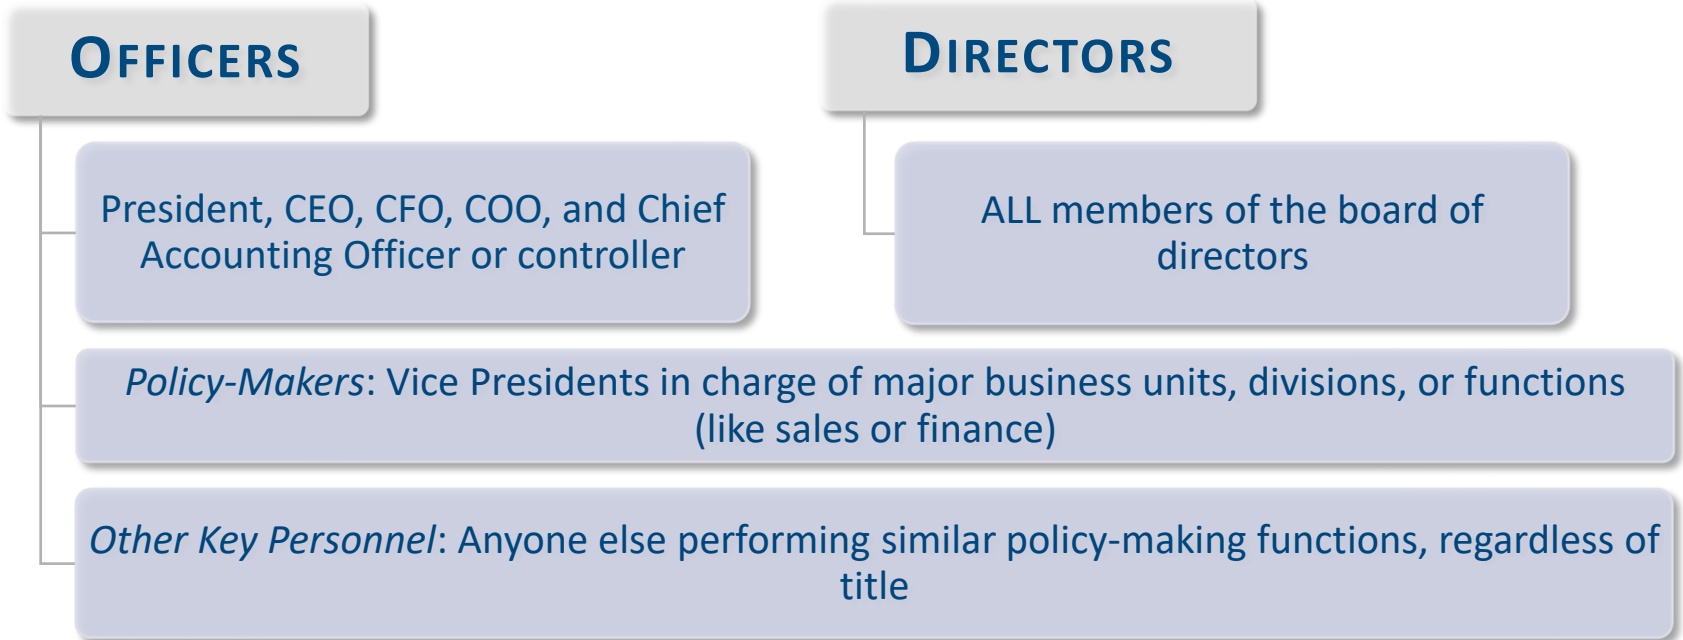 OFFICERS
DIRECTORS
President, CEO, CFO, COO, and Chief
Accounting Officer or controller
ALL members of the board of
directors
Policy-Makers: Vice Presidents in charge of major business units, divisions, or functions
(like sales or finance)
Other Key Personnel: Anyone else performing similar policy-making functions, regardless of
title